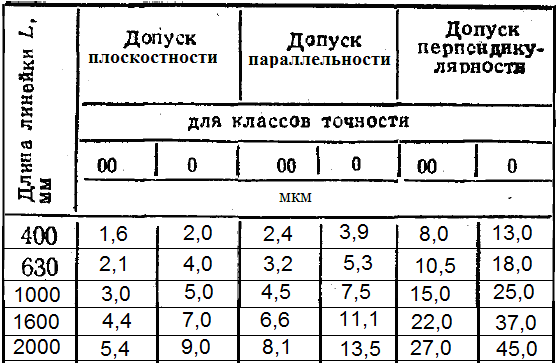 Длина линейки L, мм
Допуск плоскостности
Допуск параллельности
Допуск перпендикулярности
для классов точности
00 0 00 0 00 0
мкм
400 1,6 2,0 2,4 3,9 8,0 13,0
630 2,1 4,0 3,2 5,3 10,5 18,0
1000 3,0 5,0 4,5 7,5 15,0 25,0
1600 4,4 7,0 6,6 11,1 22,0 37,0
2000 5,4 9,0 8,1 13,5 27,0 45,0